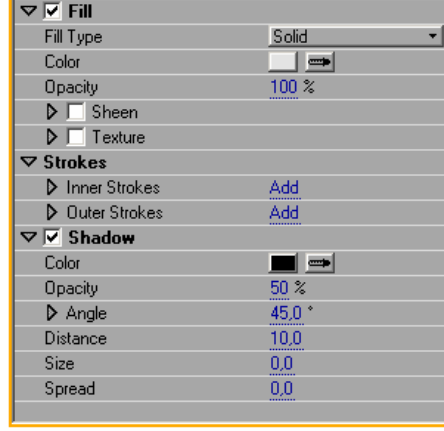 Fill
Fill Type Solid
Color
Opacity 100 %
Sheen
Texture
Strokes
Inner Strokes Add
Outer Strokes Add
Shadow
Color
Opacity 50 %
Angle 45,0 °
Distance 10,0
Size 0,0
Spread 0,0